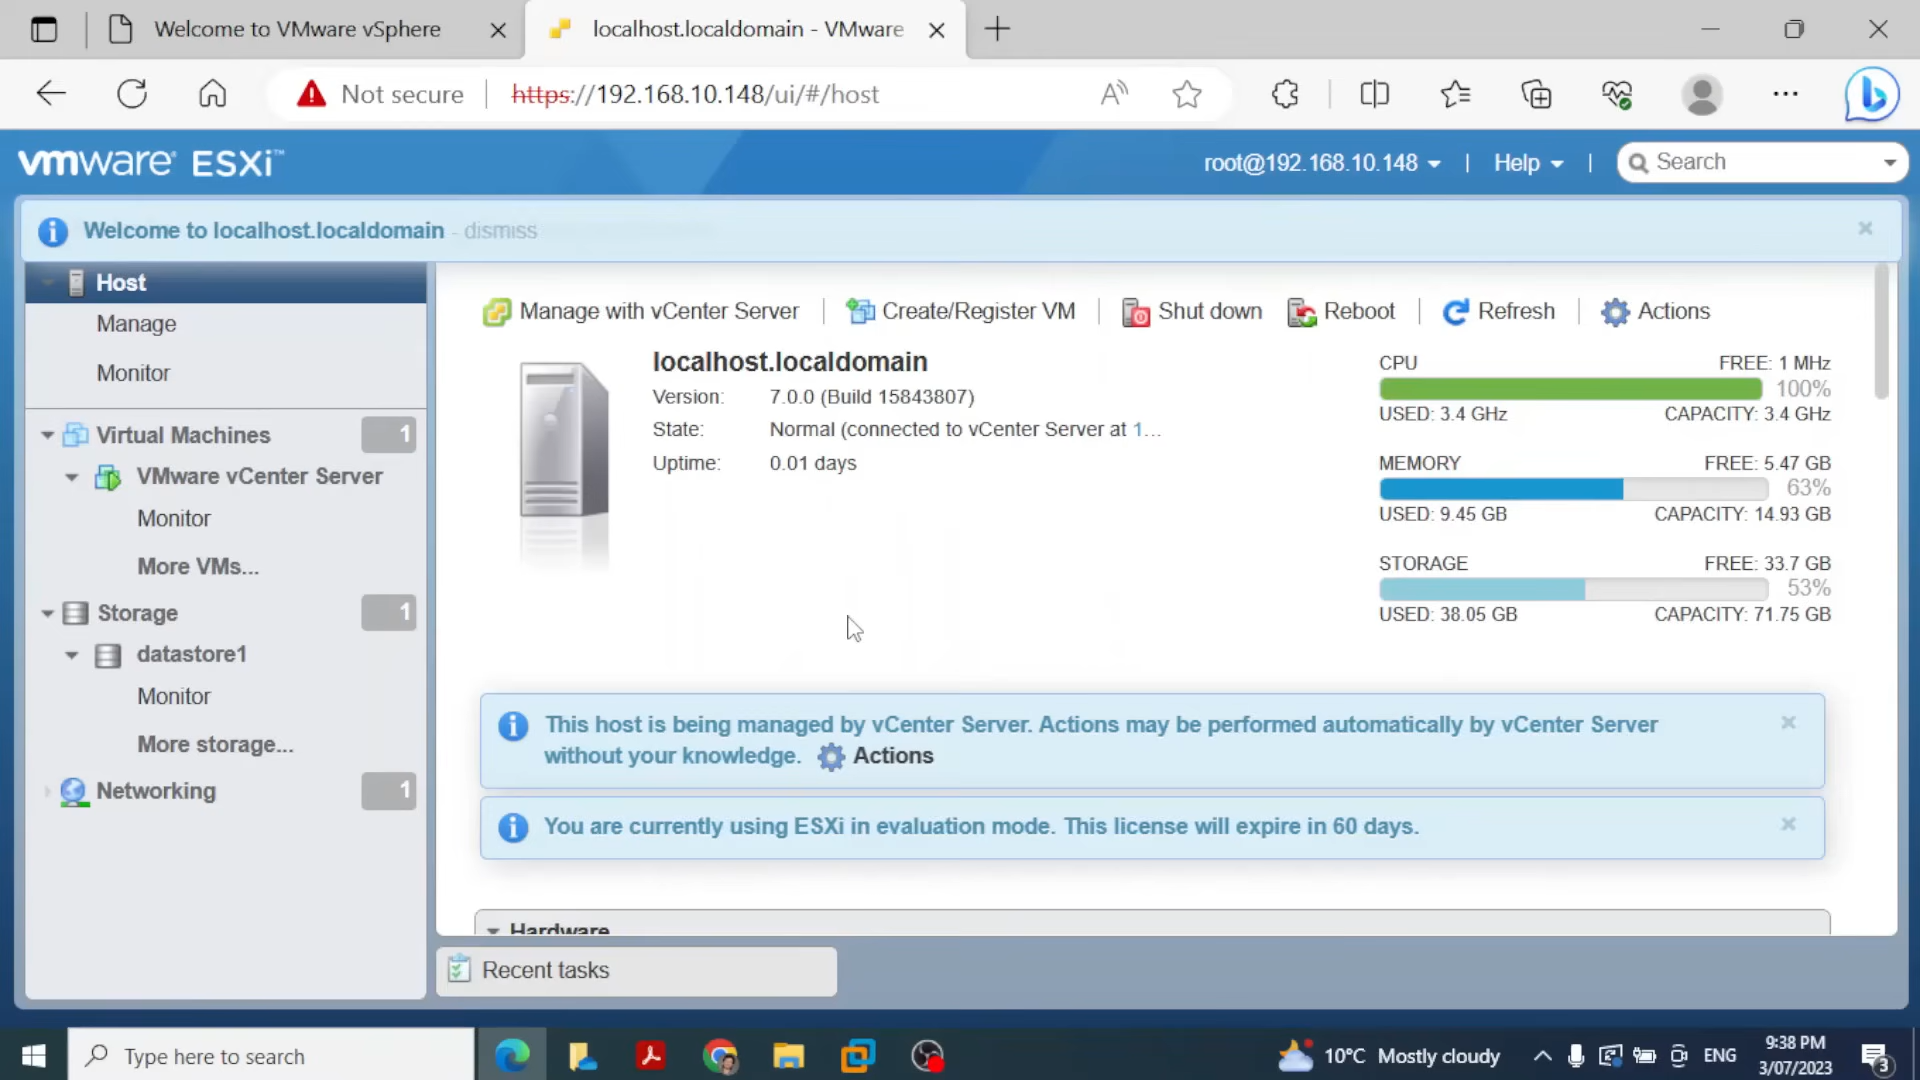 Welcome to VMware vSphere
localhost.localdomain - VMware
Not secure
https://192.168.10.148/ui/#/host
vmware® ESXi™
root@192.168.10.148
|
Help
|
Search
Welcome to localhost.localdomain - dismiss
Host
Manage
Monitor
Virtual Machines 1
VMware vCenter Server
Monitor
More VMs...
Storage 1
datastore1
Monitor
More storage...
Networking 1
Manage with vCenter Server | Create/Register VM | Shut down Reboot | Refresh | Actions
localhost.localdomain
Version: 7.0.0 (Build 15843807)
State: Normal (connected to vCenter Server at 1...
Uptime: 0.01 days
CPU FREE: 1 MHz
100%
USED: 3.4 GHz CAPACITY: 3.4 GHz
MEMORY FREE: 5.47 GB
63%
USED: 9.45 GB CAPACITY: 14.93 GB
STORAGE FREE: 33.7 GB
53%
USED: 38.05 GB CAPACITY: 71.75 GB
This host is being managed by vCenter Server. Actions may be performed automatically by vCenter Server
without your knowledge. Actions
You are currently using ESXi in evaluation mode. This license will expire in 60 days.
Hardware
Recent tasks
Type here to search
10°C Mostly cloudy
ENG
9:38 PM
3/07/2023
3